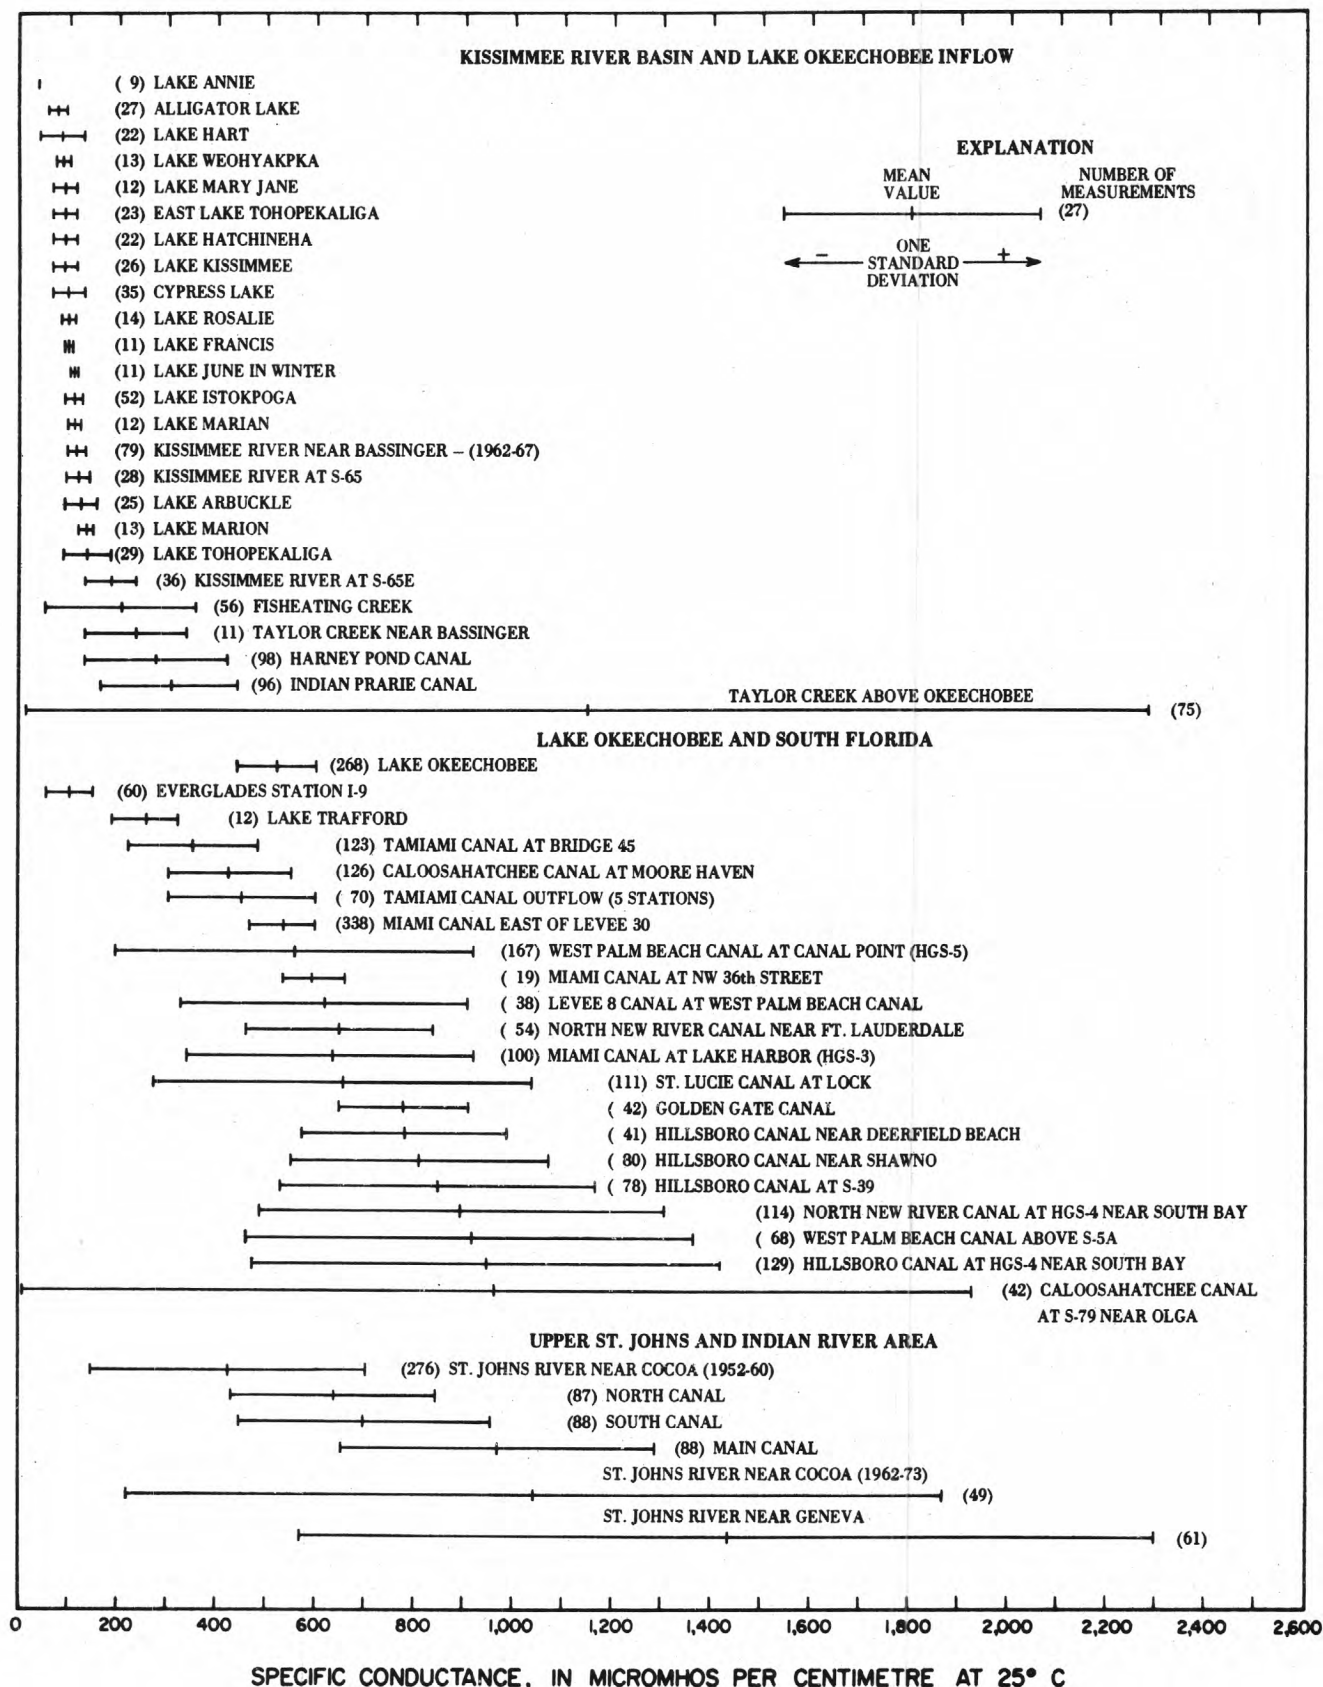 KISSIMMEE RIVER BASIN AND LAKE OKEECHOBEE INFLOW
( 9) LAKE ANNIE
(27) ALLIGATOR LAKE
(22) LAKE HART
(13) LAKE WEOHYAKPKA
(12) LAKE MARY JANE
(23) EAST LAKE TOHOPEKALIGA
(22) LAKE HATCHINEHA
(26) LAKE KISSIMMEE
(35) CYPRESS LAKE
(14) LAKE ROSALIE
(11) LAKE FRANCIS
(11) LAKE JUNE IN WINTER
(52) LAKE ISTOKPOGA
(12) LAKE MARIAN
(79) KISSIMMEE RIVER NEAR BASSINGER – (1962-67)
(28) KISSIMMEE RIVER AT S-65
(25) LAKE ARBUCKLE
(13) LAKE MARION
(29) LAKE TOHOPEKALIGA
(36) KISSIMMEE RIVER AT S-65E
(56) FISHEATING CREEK
(11) TAYLOR CREEK NEAR BASSINGER
(98) HARNEY POND CANAL
(96) INDIAN PRARIE CANAL
TAYLOR CREEK ABOVE OKEECHOBEE
(75)
EXPLANATION
MEAN
VALUE
NUMBER OF
MEASUREMENTS
(27)
– ONE +
STANDARD
DEVIATION
LAKE OKEECHOBEE AND SOUTH FLORIDA
(268) LAKE OKEECHOBEE
(60) EVERGLADES STATION I-9
(12) LAKE TRAFFORD
(123) TAMIAMI CANAL AT BRIDGE 45
(126) CALOOSAHATCHEE CANAL AT MOORE HAVEN
( 70) TAMIAMI CANAL OUTFLOW (5 STATIONS)
(338) MIAMI CANAL EAST OF LEVEE 30
(167) WEST PALM BEACH CANAL AT CANAL POINT (HGS-5)
( 19) MIAMI CANAL AT NW 36th STREET
( 38) LEVEE 8 CANAL AT WEST PALM BEACH CANAL
( 54) NORTH NEW RIVER CANAL NEAR FT. LAUDERDALE
(100) MIAMI CANAL AT LAKE HARBOR (HGS-3)
(111) ST. LUCIE CANAL AT LOCK
( 42) GOLDEN GATE CANAL
( 41) HILLSBORO CANAL NEAR DEERFIELD BEACH
( 80) HILLSBORO CANAL NEAR SHAWNO
( 78) HILLSBORO CANAL AT S-39
(114) NORTH NEW RIVER CANAL AT HGS-4 NEAR SOUTH BAY
( 68) WEST PALM BEACH CANAL ABOVE S-5A
(129) HILLSBORO CANAL AT HGS-4 NEAR SOUTH BAY
(42) CALOOSAHATCHEE CANAL
AT S-79 NEAR OLGA
UPPER ST. JOHNS AND INDIAN RIVER AREA
(276) ST. JOHNS RIVER NEAR COCOA (1952-60)
(87) NORTH CANAL
(88) SOUTH CANAL
(88) MAIN CANAL
ST. JOHNS RIVER NEAR COCOA (1962-73)
(49)
ST. JOHNS RIVER NEAR GENEVA
(61)
0 200 400 600 800 1,000 1,200 1,400 1,600 1,800 2,000 2,200 2,400 2,600
SPECIFIC CONDUCTANCE, IN MICROMHOS PER CENTIMETRE AT 25° C